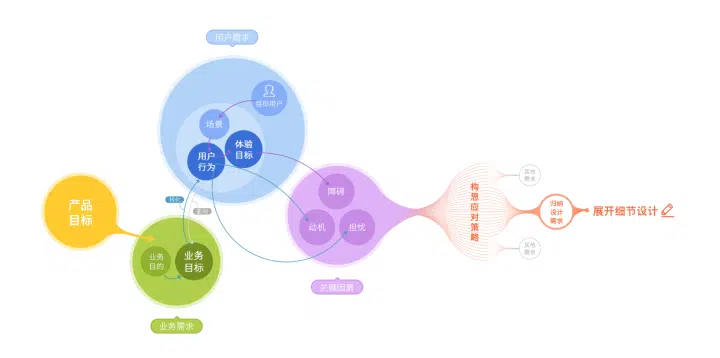 用户需求
目标用户
场景
体验
目标
用户
行为
产品
目标
转化
影响
业务
目的
业务
目标
业务需求
障碍
动机
担忧
关键因素
构思应对策略
其他
需求
归纳
设计
需求
其他
需求
展开细节设计